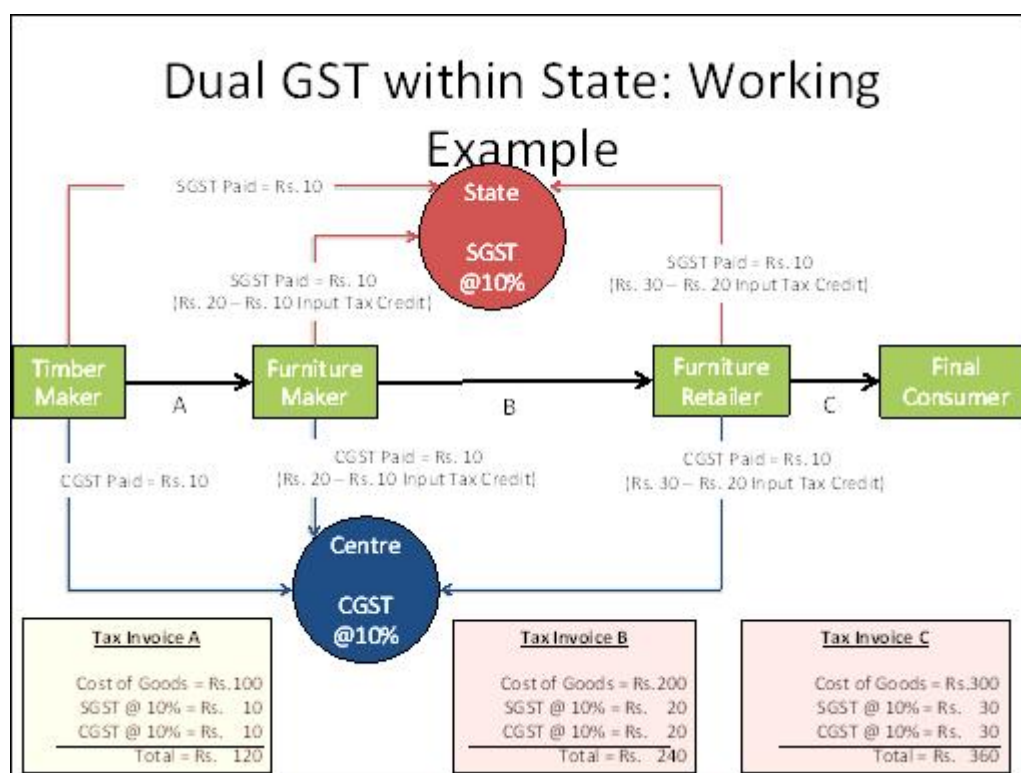 Dual GST within State: Working
Example
SGST Paid = Rs. 10
State
SGST
@10%
SGST Paid = Rs. 10
(Rs. 20 – Rs. 10 Input Tax Credit)
SGST Paid = Rs. 10
(Rs. 30 – Rs. 20 Input Tax Credit)
Timber
Maker
A
Furniture
Maker
B
Furniture
Retailer
C
Final
Consumer
CGST Paid = Rs. 10
CGST Paid = Rs. 10
(Rs. 20 – Rs. 10 Input Tax Credit)
CGST Paid = Rs. 10
(Rs. 30 – Rs. 20 Input Tax Credit)
Centre
CGST
@10%
Tax Invoice A
Cost of Goods = Rs.100
SGST @ 10% = Rs. 10
CGST @ 10% = Rs. 10
Total = Rs. 120
Tax Invoice B
Cost of Goods = Rs.200
SGST @ 10% = Rs. 20
CGST @ 10% = Rs. 20
Total = Rs. 240
Tax Invoice C
Cost of Goods = Rs.300
SGST @ 10% = Rs. 30
CGST @ 10% = Rs. 30
Total = Rs. 360